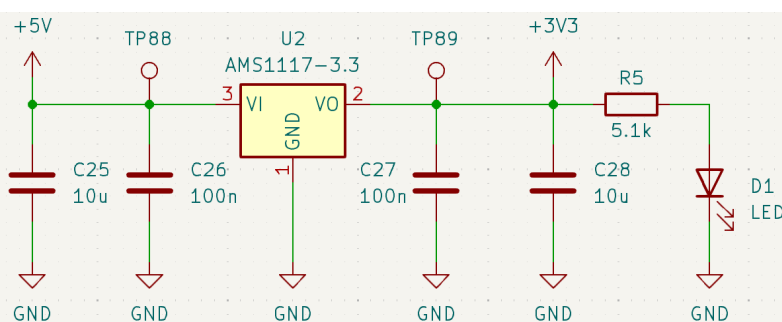 +5V
TP88
U2
AMS1117-3.3
TP89
+3V3
R5
5.1k
3
VI
VO
2
GND
1
C25
10u
C26
100n
C27
100n
C28
10u
D1
LED
GND
GND
GND
GND
GND
GND